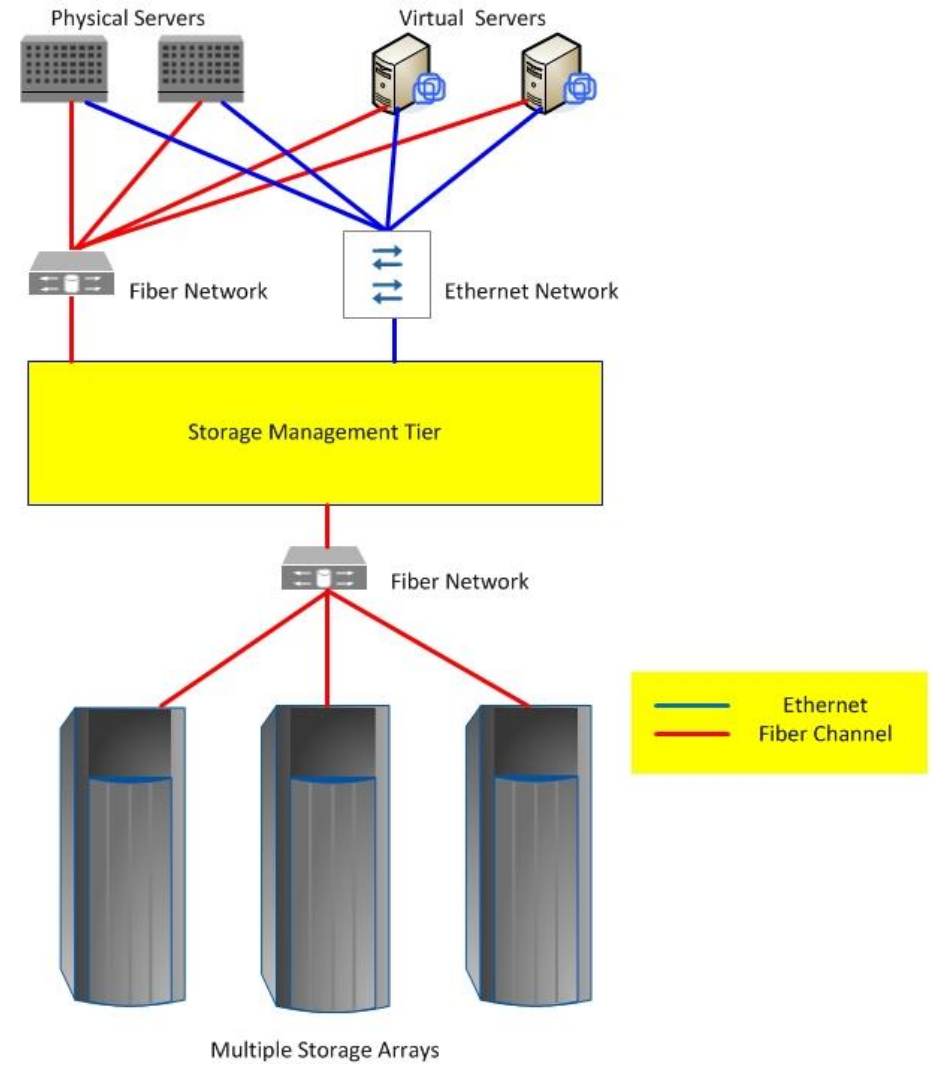 Physical Servers
Virtual Servers
Fiber Network
Ethernet Network
Storage Management Tier
Fiber Network
Ethernet
Fiber Channel
Multiple Storage Arrays